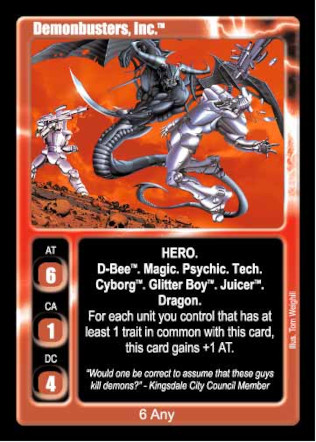 Demonbusters, Inc.™
AT
6
CA
1
DC
4
HERO.
D-Bee™. Magic. Psychic. Tech.
Cyborg™. Glitter Boy™. Juicer™.
Dragon.
For each unit you control that has at
least 1 trait in common with this card,
this card gains +1 AT.
"Would one be correct to assume that these guys
kill demons?" - Kingsdale City Council Member
Illus. Tom Weighill
6 Any